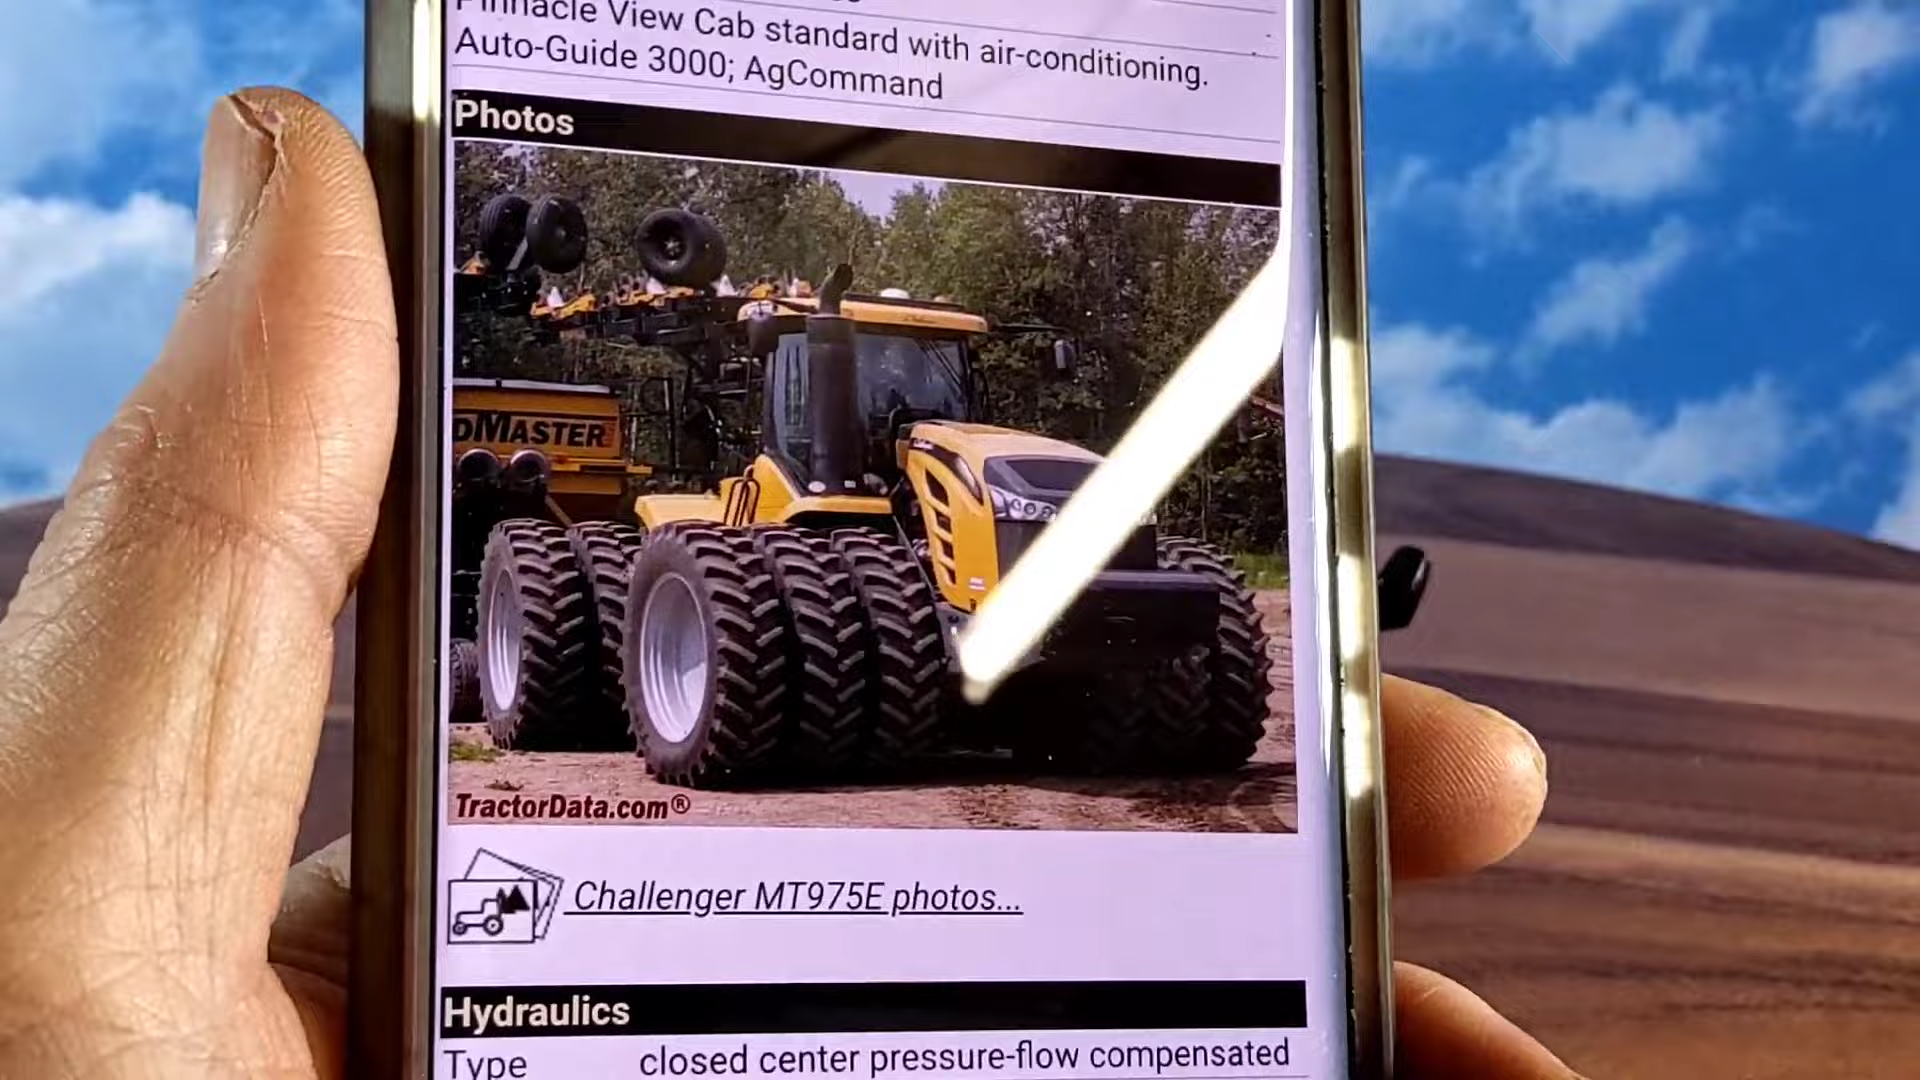 Pinnacle View Cab standard with air-conditioning.
Auto-Guide 3000; AgCommand
Photos
DMASTER
TractorData.com®
Challenger MT975E photos...
Hydraulics
Type closed center pressure-flow compensated